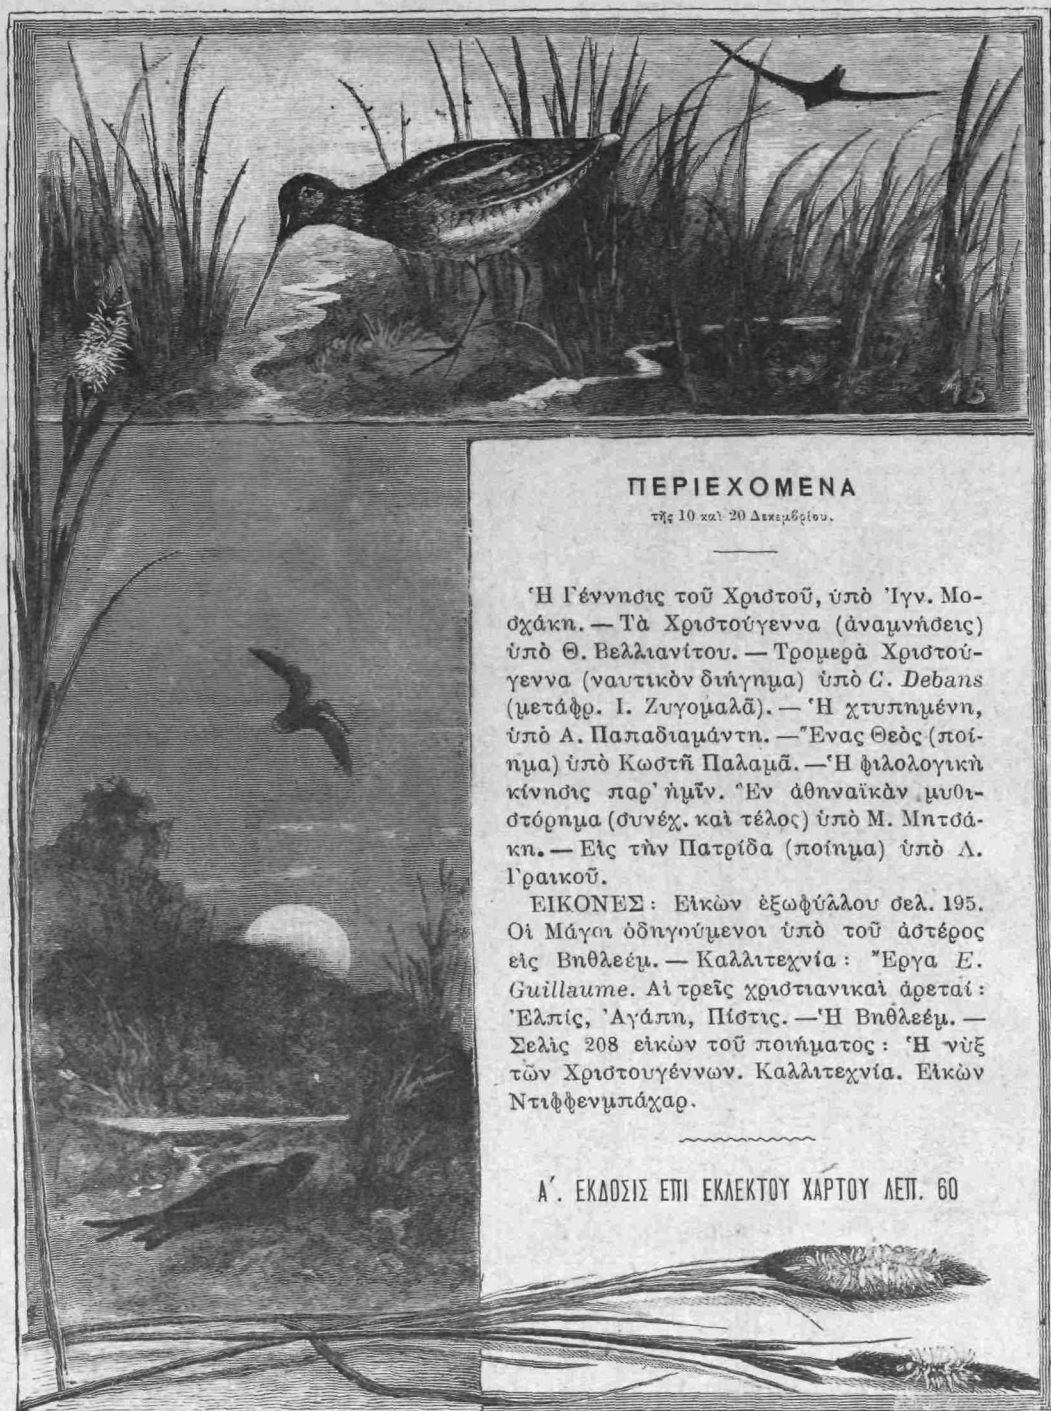 ΠΕΡΙΕΧΟΜΕΝΑ
τῆς 10 καὶ 20 Δεκεμβρίου.
Ἡ Γέννησις τοῦ Χριστοῦ, ὑπὸ Ἰγν. Μο-
σχάκη. — Τὰ Χριστούγεννα (ἀναμνήσεις)
ὑπὸ Θ. Βελλιανίτου. — Τρομερὰ Χριστού-
γεννα (ναυτικὸν διήγημα) ὑπὸ C. Debans
(μετάφρ. Ι. Ζυγομαλᾶ). — Ἡ χτυπημένη,
ὑπὸ Α. Παπαδιαμάντη. — Ἕνας Θεὸς (ποί-
ημα) ὑπὸ Κωστῆ Παλαμᾶ. — Ἡ φιλολογικὴ
κίνησις παρ' ἡμῖν. Ἓν ἀθηναϊκὰν μυθι-
στόρημα (συνέχ. καὶ τέλος) ὑπὸ Μ. Μητσά-
κη. — Εἰς τὴν Πατρίδα (ποίημα) ὑπὸ Λ.
Γραικοῦ.
ΕΙΚΟΝΕΣ: Εἰκὼν ἐξωφύλλου σελ. 195.
Οἱ Μάγοι ὁδηγούμενοι ὑπὸ τοῦ ἀστέρος
εἰς Βηθλεέμ. — Καλλιτεχνία: Ἔργα E.
Guillaume. Αἱ τρεῖς χριστιανικαὶ ἀρεταί:
Ἐλπίς, Ἀγάπη, Πίστις. — Ἡ Βηθλεέμ. —
Σελὶς 208 εἰκὼν τοῦ ποιήματος: Ἡ νὺξ
τῶν Χριστουγέννων. Καλλιτεχνία. Εἰκὼν
Ντιφφενμπάχαρ.
Α΄. ΕΚΔΟΣΙΣ ΕΠΙ ΕΚΛΕΚΤΟΥ ΧΑΡΤΟΥ ΛΕΠ. 60